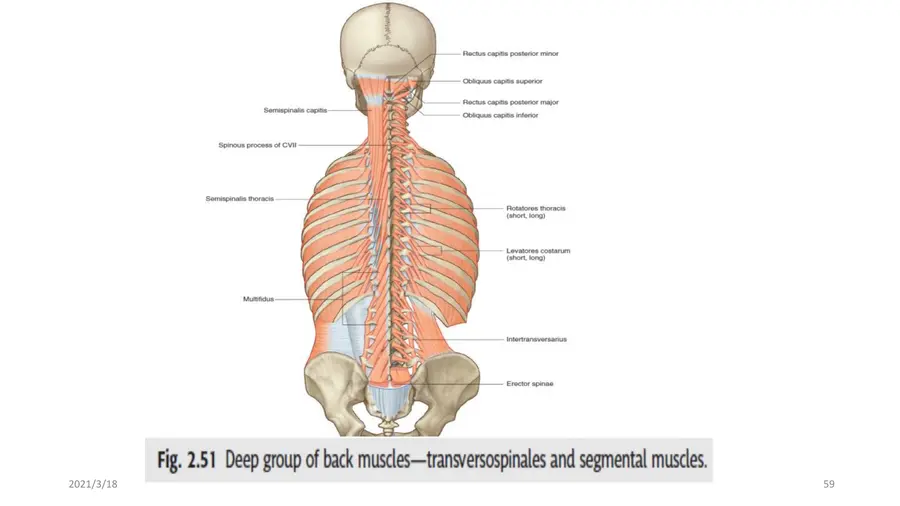 Rectus capitis posterior minor
Obliquus capitis superior
Rectus capitis posterior major
Obliquus capitis inferior
Semispinalis capitis
Spinous process of CVII
Semispinalis thoracis
Rotatores thoracis
(short, long)
Levatores costarum
(short, long)
Multifidus
Intertransversarius
Erector spinae
Fig. 2.51 Deep group of back muscles—transversospinales and segmental muscles.
2021/3/18
59